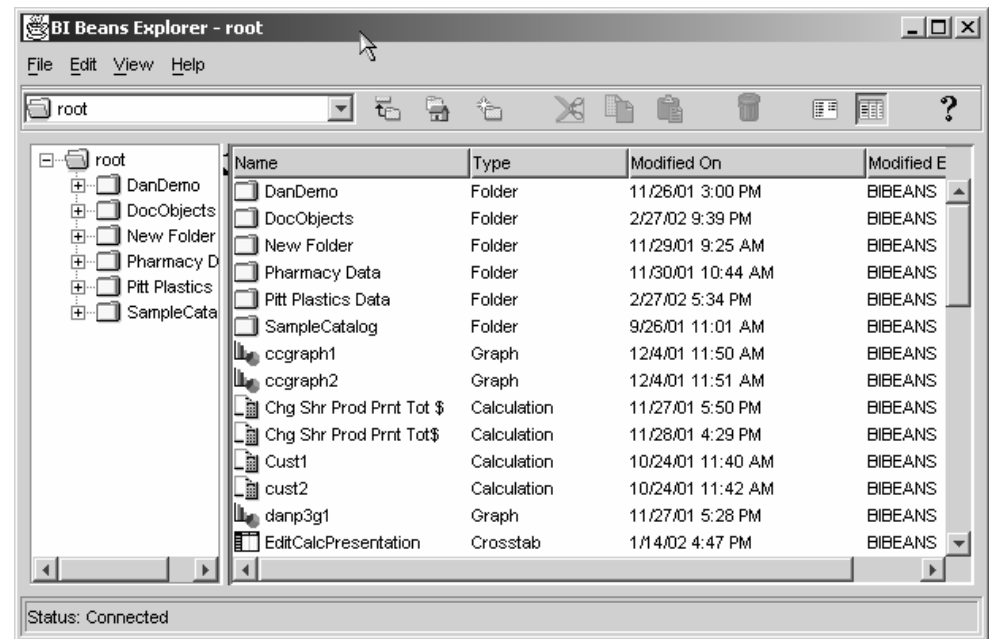 BI Beans Explorer - root
File Edit View Help
root
root
DanDemo
DocObjects
New Folder
Pharmacy D
Pitt Plastics
SampleCata
Name Type Modified On Modified E
DanDemo Folder 11/26/01 3:00 PM BIBEANS
DocObjects Folder 2/27/02 9:39 PM BIBEANS
New Folder Folder 11/29/01 9:25 AM BIBEANS
Pharmacy Data Folder 11/30/01 10:44 AM BIBEANS
Pitt Plastics Data Folder 2/27/02 5:34 PM BIBEANS
SampleCatalog Folder 9/26/01 11:01 AM BIBEANS
ccgraph1 Graph 12/4/01 11:50 AM BIBEANS
ccgraph2 Graph 12/4/01 11:51 AM BIBEANS
Chg Shr Prod Prnt Tot $ Calculation 11/27/01 5:50 PM BIBEANS
Chg Shr Prod Prnt Tot$ Calculation 11/28/01 4:29 PM BIBEANS
Cust1 Calculation 10/24/01 11:40 AM BIBEANS
cust2 Calculation 10/24/01 11:42 AM BIBEANS
danp3g1 Graph 11/27/01 5:28 PM BIBEANS
EditCalcPresentation Crosstab 1/14/02 4:47 PM BIBEANS
Status: Connected